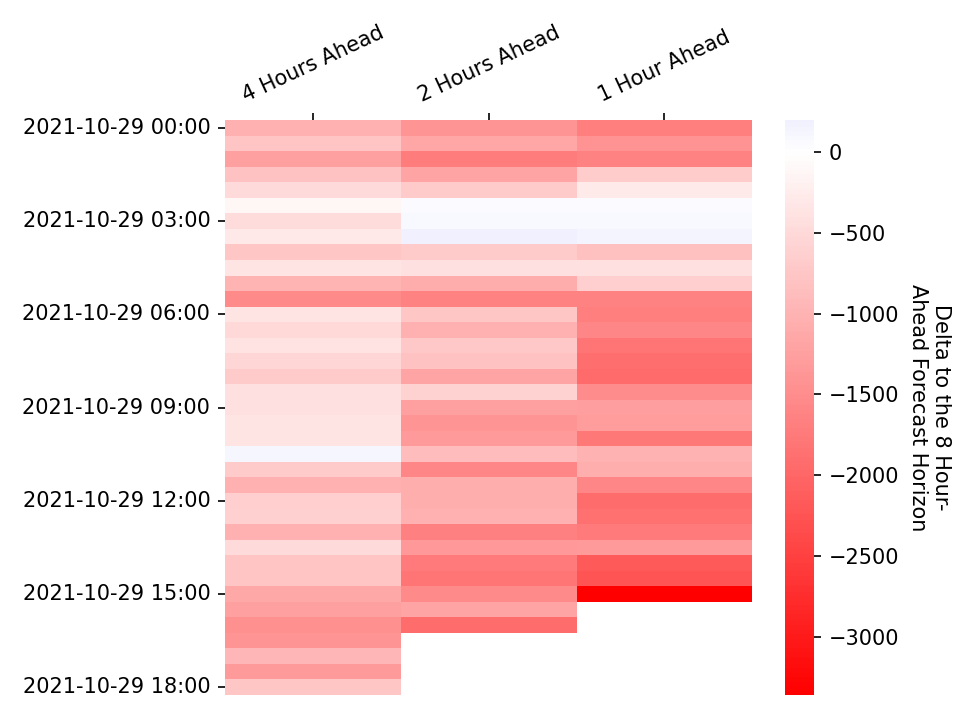 4 Hours Ahead
2 Hours Ahead
1 Hour Ahead
2021-10-29 00:00
2021-10-29 03:00
2021-10-29 06:00
2021-10-29 09:00
2021-10-29 12:00
2021-10-29 15:00
2021-10-29 18:00
0
−500
−1000
−1500
−2000
−2500
−3000
Delta to the 8 Hour-
Ahead Forecast Horizon